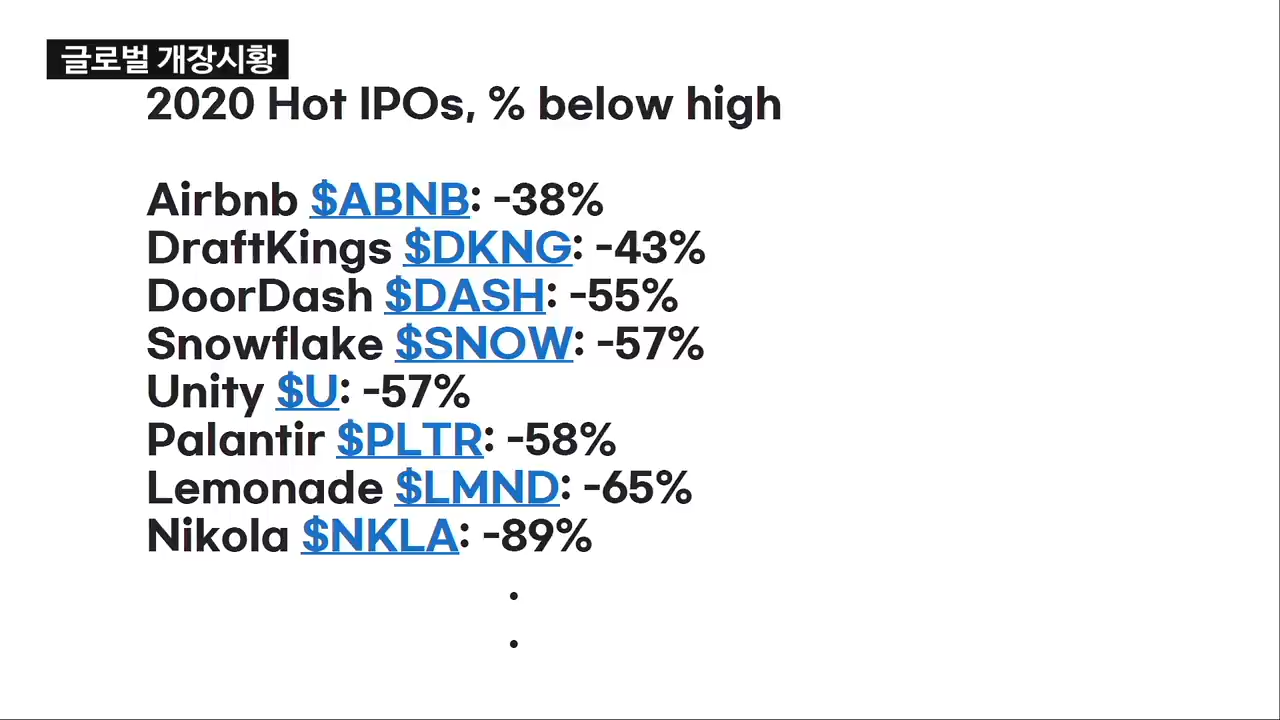 글로벌 개장시황
2020 Hot IPOs, % below high
Airbnb $ABNB: -38%
DraftKings $DKNG: -43%
DoorDash $DASH: -55%
Snowflake $SNOW: -57%
Unity $U: -57%
Palantir $PLTR: -58%
Lemonade $LMND: -65%
Nikola $NKLA: -89%
.
.